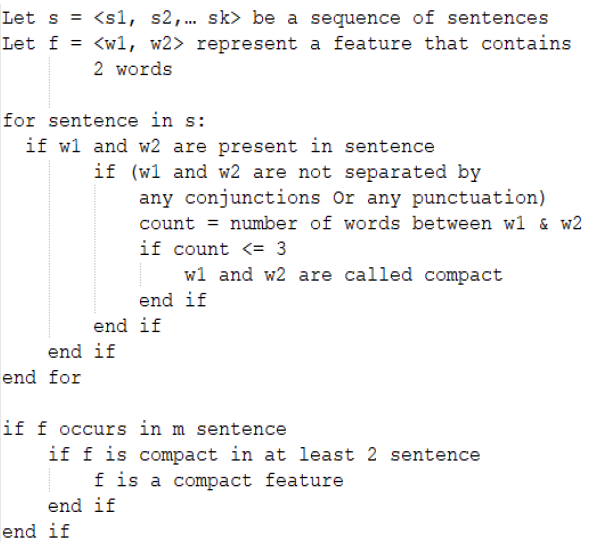 Let s = <s1, s2,… sk> be a sequence of sentences
Let f = <w1, w2> represent a feature that contains
2 words
for sentence in s:
if w1 and w2 are present in sentence
if (w1 and w2 are not separated by
any conjunctions Or any punctuation)
count = number of words between w1 & w2
if count <= 3
w1 and w2 are called compact
end if
end if
end if
end for
if f occurs in m sentence
if f is compact in at least 2 sentence
f is a compact feature
end if
end if